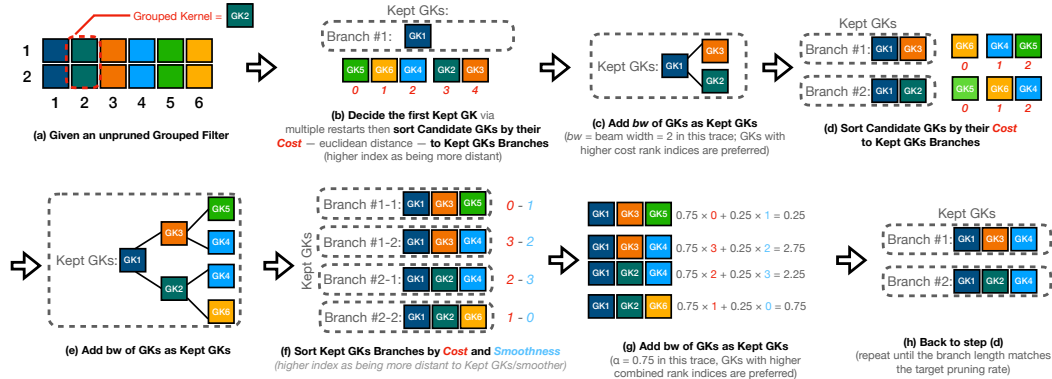 Grouped Kernel = GK2
1
2
1 2 3 4 5 6
(a) Given an unpruned Grouped Filter
Kept GKs
Branch #1: GK1
GK5 GK6 GK4 GK2 GK3
0 1 2 3 4
(b) Decide the first Kept GK via
multiple restarts then sort Candidate GKs by their
Cost — euclidean distance — to Kept GKs Branches
(higher index as being more distant)
Kept GKs: GK1
GK3
GK2
(c) Add bw of GKs as Kept GKs
(bw = beam width = 2 in this trace; GKs with
higher cost rank indices are preferred)
Kept GKs
Branch #1: GK1 GK3
GK6 GK4 GK5
0 1 2
Branch #2: GK1 GK2
GK5 GK6 GK4
0 1 2
(d) Sort Candidate GKs by their Cost
to Kept GKs Branches
Kept GKs: GK1
GK3
GK2
GK5
GK4
GK4
GK6
(e) Add bw of GKs as Kept GKs
Kept GKs
Branch #1-1: GK1 GK3 GK5 0 - 1
Branch #1-2: GK1 GK3 GK4 3 - 2
Branch #2-1: GK1 GK2 GK4 2 - 3
Branch #2-2: GK1 GK2 GK6 1 - 0
(f) Sort Kept GKs Branches by Cost and Smoothness
(higher index as being more distant to Kept GKs/smoother)
GK1 GK3 GK5 0.75 × 0 + 0.25 × 1 = 0.25
GK1 GK3 GK4 0.75 × 3 + 0.25 × 2 = 2.75
GK1 GK2 GK4 0.75 × 2 + 0.25 × 3 = 2.25
GK1 GK2 GK6 0.75 × 1 + 0.25 × 0 = 0.75
(g) Add bw of GKs as Kept GKs
(α = 0.75 in this trace, GKs with higher
combined rank indices are preferred)
Kept GKs
Branch #1: GK1 GK3 GK4
Branch #2: GK1 GK2 GK4
(h) Back to step (d)
(repeat until the branch length matches
the target pruning rate)